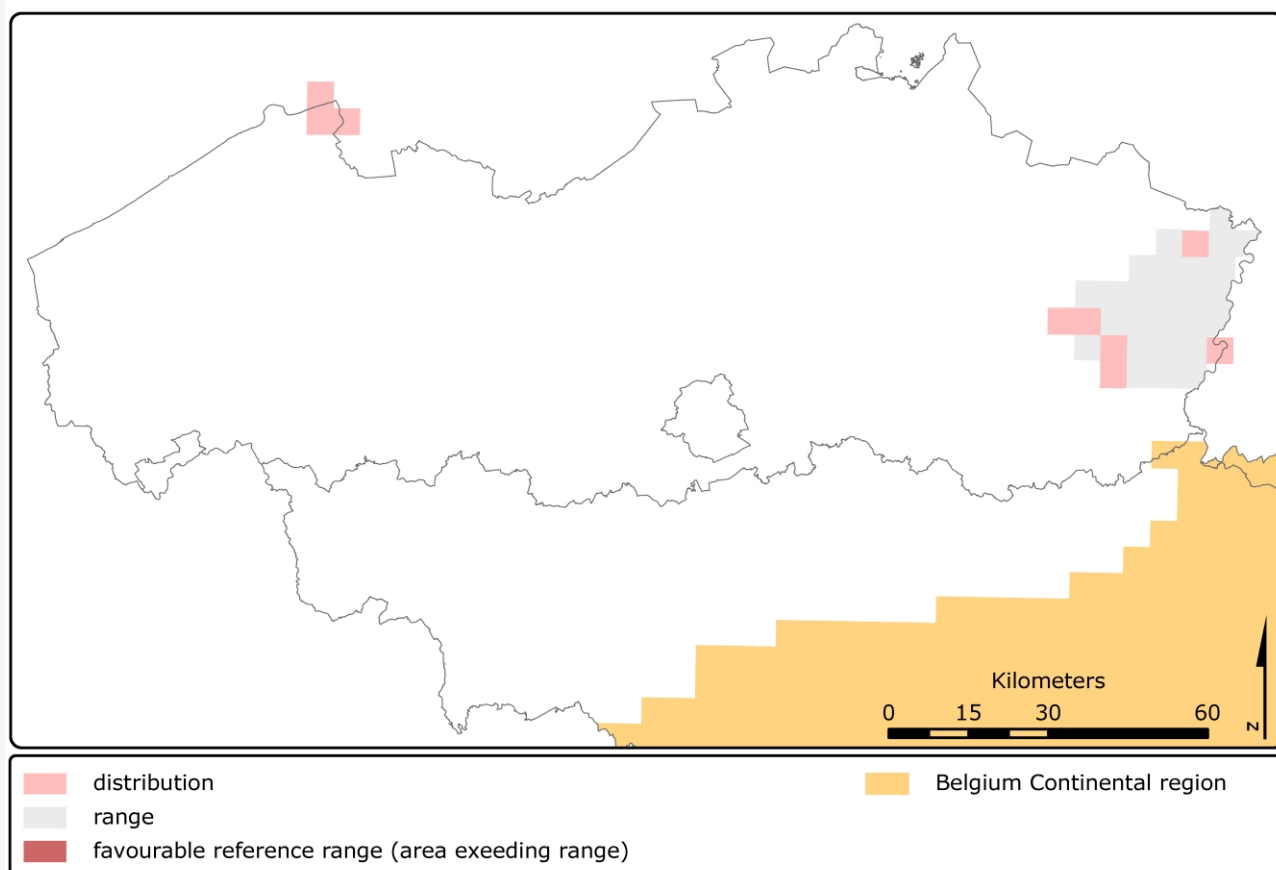 Kilometers
0 15 30 60
N
distribution
range
favourable reference range (area exeeding range)
Belgium Continental region